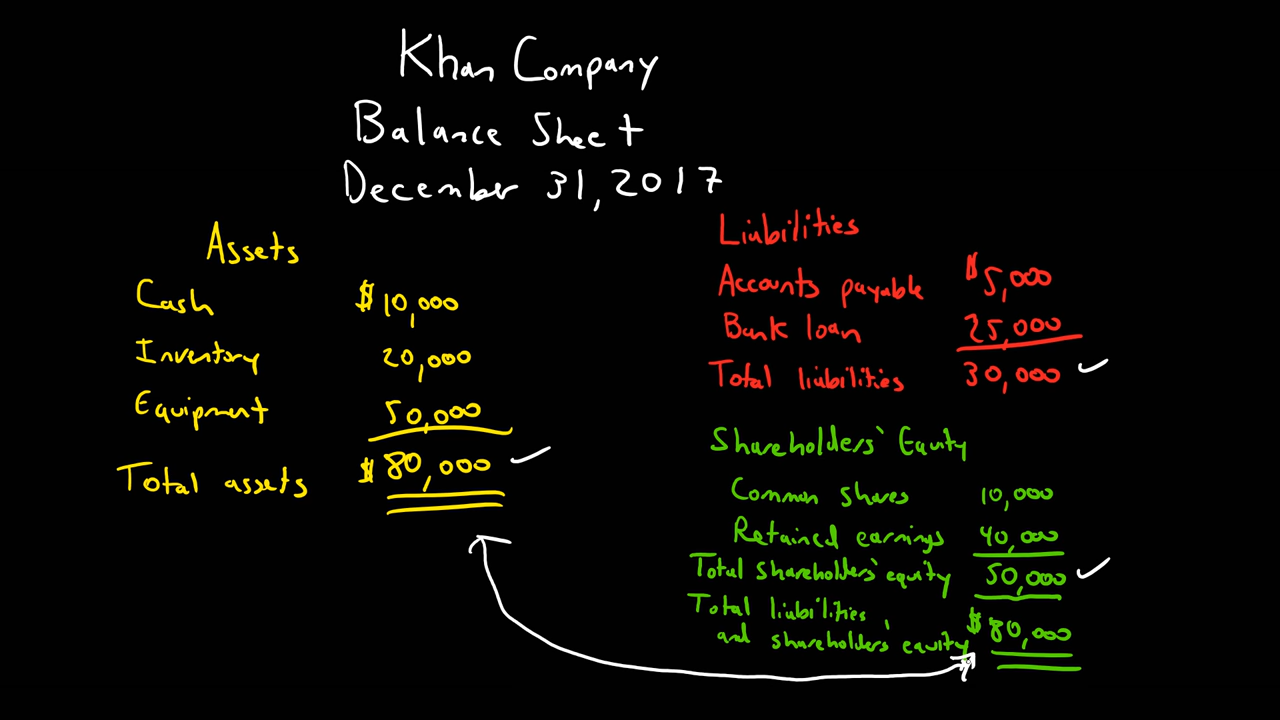 Khan Company
Balance Sheet
December 31, 2017
Assets
Cash $10,000
Inventory 20,000
Equipment 50,000
Total assets $80,000
Liabilities
Accounts payable $5,000
Bank loan 25,000
Total liabilities 30,000
Shareholders' Equity
Common shares 10,000
Retained earnings 40,000
Total shareholders' equity 50,000
Total liabilities
and shareholders' equity $80,000